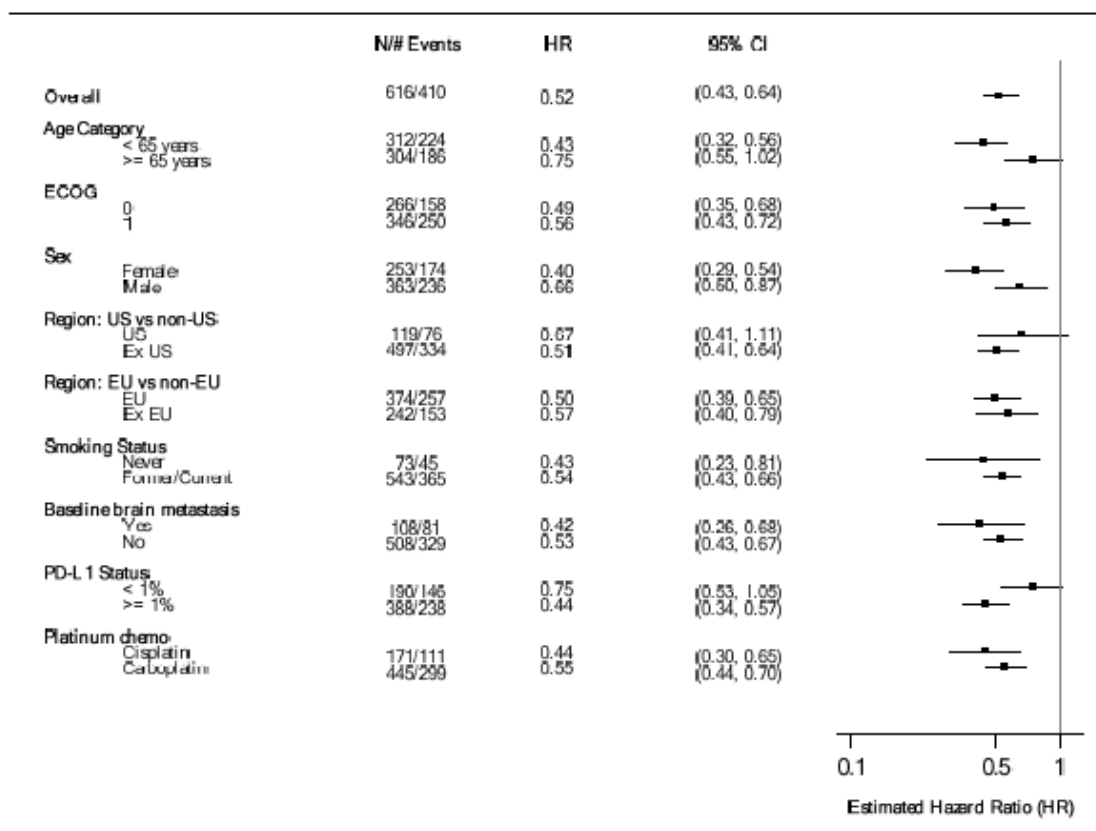 N/# Events HR 95% CI
Overall 616/410 0.52 (0.43, 0.64)
Age Category
< 65 years 312/224 0.43 (0.32, 0.56)
>= 65 years 304/186 0.75 (0.55, 1.02)
ECOG
0 266/158 0.49 (0.35, 0.68)
1 346/250 0.56 (0.43, 0.72)
Sex
Female 253/174 0.40 (0.29, 0.54)
Male 363/236 0.66 (0.50, 0.87)
Region: US vs non-US
US 119/76 0.67 (0.41, 1.11)
Ex US 497/334 0.51 (0.41, 0.64)
Region: EU vs non-EU
EU 374/257 0.50 (0.39, 0.65)
Ex EU 242/153 0.57 (0.40, 0.79)
Smoking Status
Never 73/45 0.43 (0.23, 0.81)
Former/Current 543/365 0.54 (0.43, 0.66)
Baseline brain metastasis
Yes 108/81 0.42 (0.26, 0.68)
No 508/329 0.53 (0.43, 0.67)
PD-L1 Status
< 1% 190/146 0.75 (0.53, 1.05)
>= 1% 388/238 0.44 (0.34, 0.57)
Platinum chemo
Cisplatin 171/111 0.44 (0.30, 0.65)
Carboplatin 445/299 0.55 (0.44, 0.70)
0.1 0.5 1
Estimated Hazard Ratio (HR)